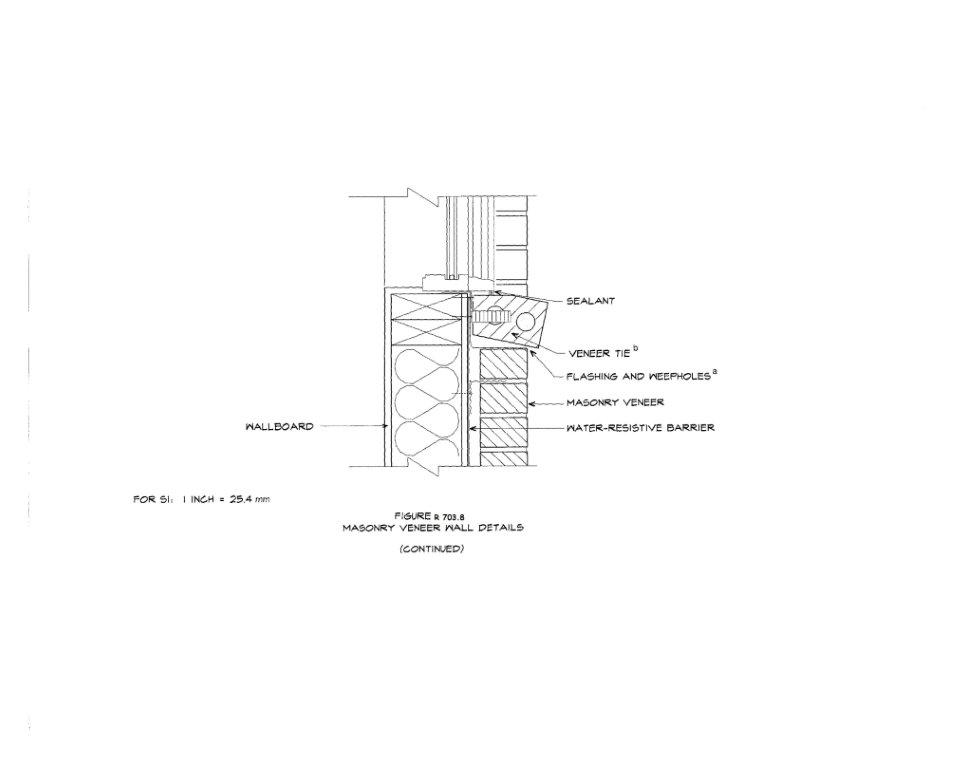 SEALANT
VENEER TIE b
FLASHING AND WEEPHOLES a
MASONRY VENEER
WALLBOARD
WATER-RESISTIVE BARRIER
FOR SI: 1 INCH = 25.4 mm
FIGURE R 703.8
MASONRY VENEER WALL DETAILS
(CONTINUED)